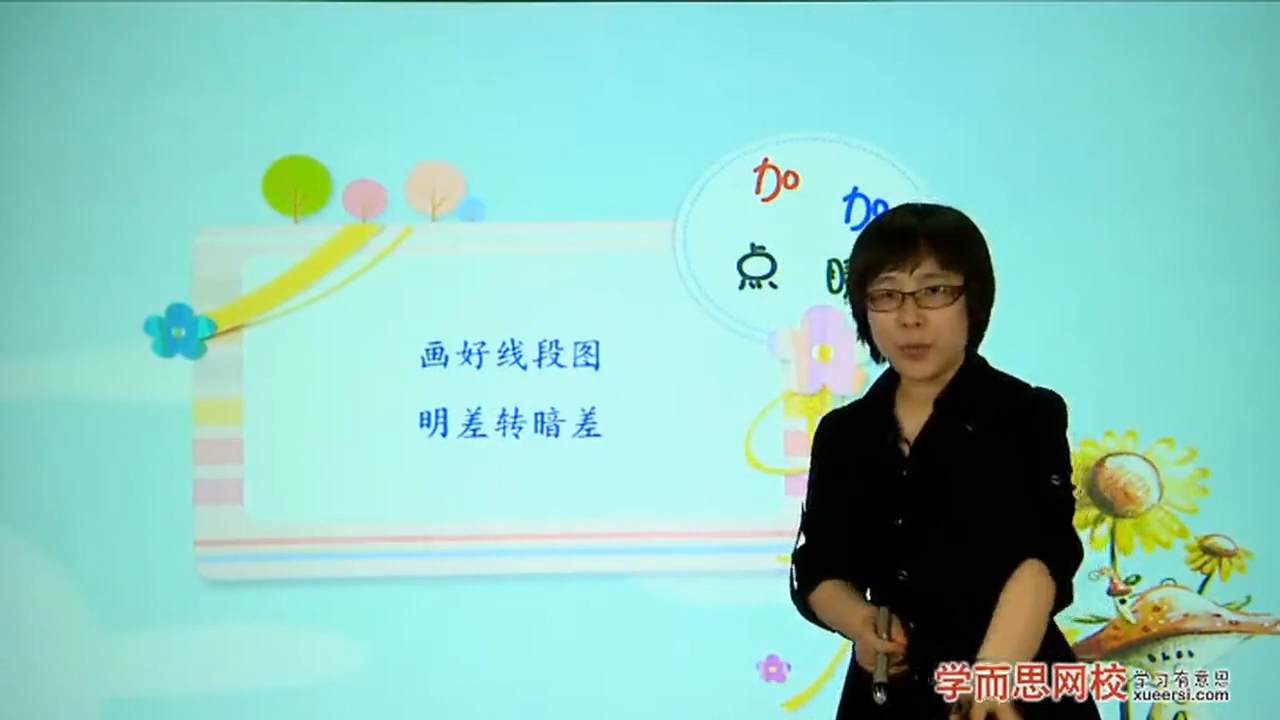 加
加
点
画好线段图
明差转暗差
学而思网校
学习有意思
xueersi.com